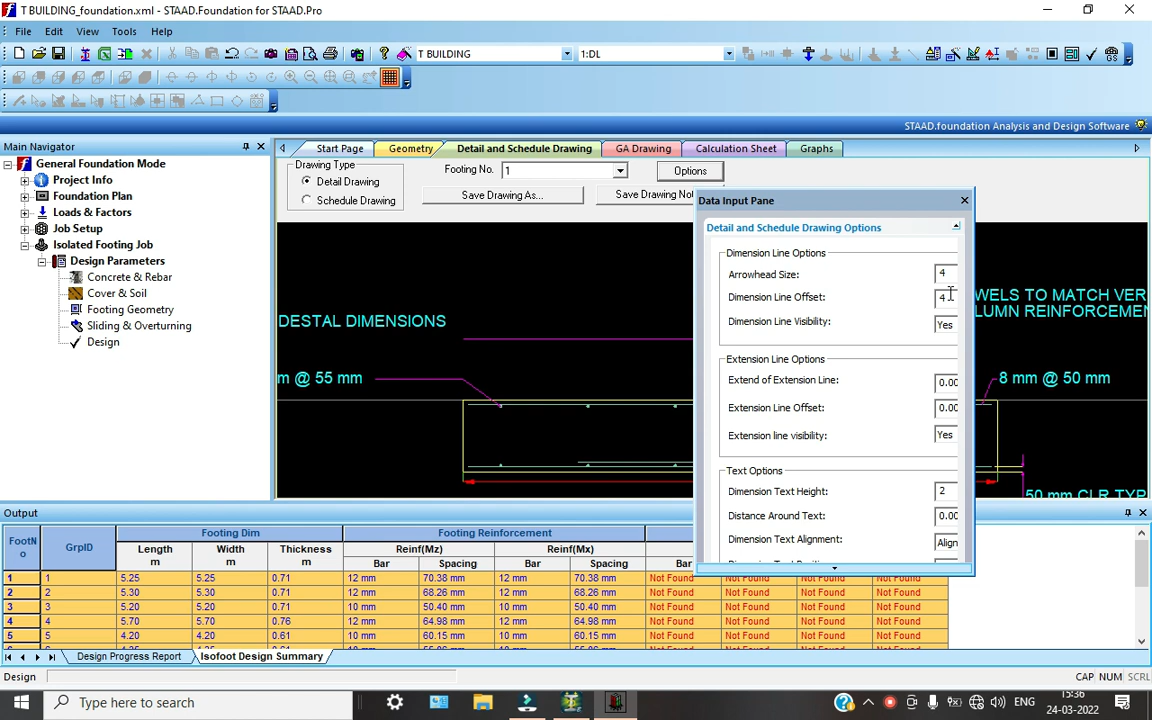 T BUILDING_foundation.xml - STAAD.Foundation for STAAD.Pro
File Edit View Tools Help
T BUILDING 1:DL
STAAD.foundation Analysis and Design Software
Main Navigator
General Foundation Mode
Project Info
Foundation Plan
Loads & Factors
Job Setup
Isolated Footing Job
Design Parameters
Concrete & Rebar
Cover & Soil
Footing Geometry
Sliding & Overturning
Design
Start Page Geometry Detail and Schedule Drawing GA Drawing Calculation Sheet Graphs
Drawing Type
Detail Drawing
Schedule Drawing
Footing No. 1 Options
Save Drawing As... Save Drawing No
DESTAL DIMENSIONS
m @ 55 mm
WELS TO MATCH VER
LUMN REINFORCEMEN
8 mm @ 50 mm
50 mm CLR TYP
Data Input Pane
Detail and Schedule Drawing Options
Dimension Line Options
Arrowhead Size: 4
Dimension Line Offset: 4
Dimension Line Visibility: Yes
Extension Line Options
Extend of Extension Line: 0.00
Extension Line Offset: 0.00
Extension line visibility: Yes
Text Options
Dimension Text Height: 2
Distance Around Text: 0.00
Dimension Text Alignment: Align
Output
FootN o GrpID Footing Dim Footing Reinforcement
Length m Width m Thickness m Reinf(Mz) Reinf(Mx)
Bar Spacing Bar Spacing
1 1 5.25 5.25 0.71 12 mm 70.38 mm 12 mm 70.38 mm Not Found Not Found Not Found Not Found
2 2 5.30 5.30 0.71 12 mm 68.26 mm 12 mm 68.26 mm Not Found Not Found Not Found Not Found
3 3 5.20 5.20 0.71 10 mm 50.40 mm 10 mm 50.40 mm Not Found Not Found Not Found Not Found
4 4 5.70 5.70 0.76 12 mm 64.98 mm 12 mm 64.98 mm Not Found Not Found Not Found Not Found
5 5 4.20 4.20 0.61 10 mm 60.15 mm 10 mm 60.15 mm Not Found Not Found Not Found Not Found
Design Progress Report Isofoot Design Summary
Design CAP NUM SCRL
Type here to search
ENG
15:36
24-03-2022